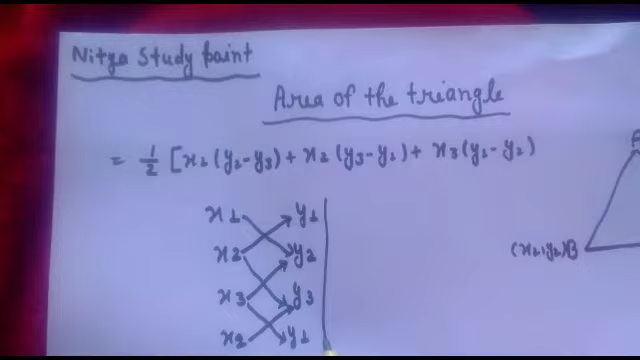 Nitya Study point
Area of the triangle
= 1/2 [x1 (y2-y3) + x2 (y3-y1) + x3 (y1-y2)
x1 y1
x2 y2
x3 y3
x2 y1
(x2, y2) B